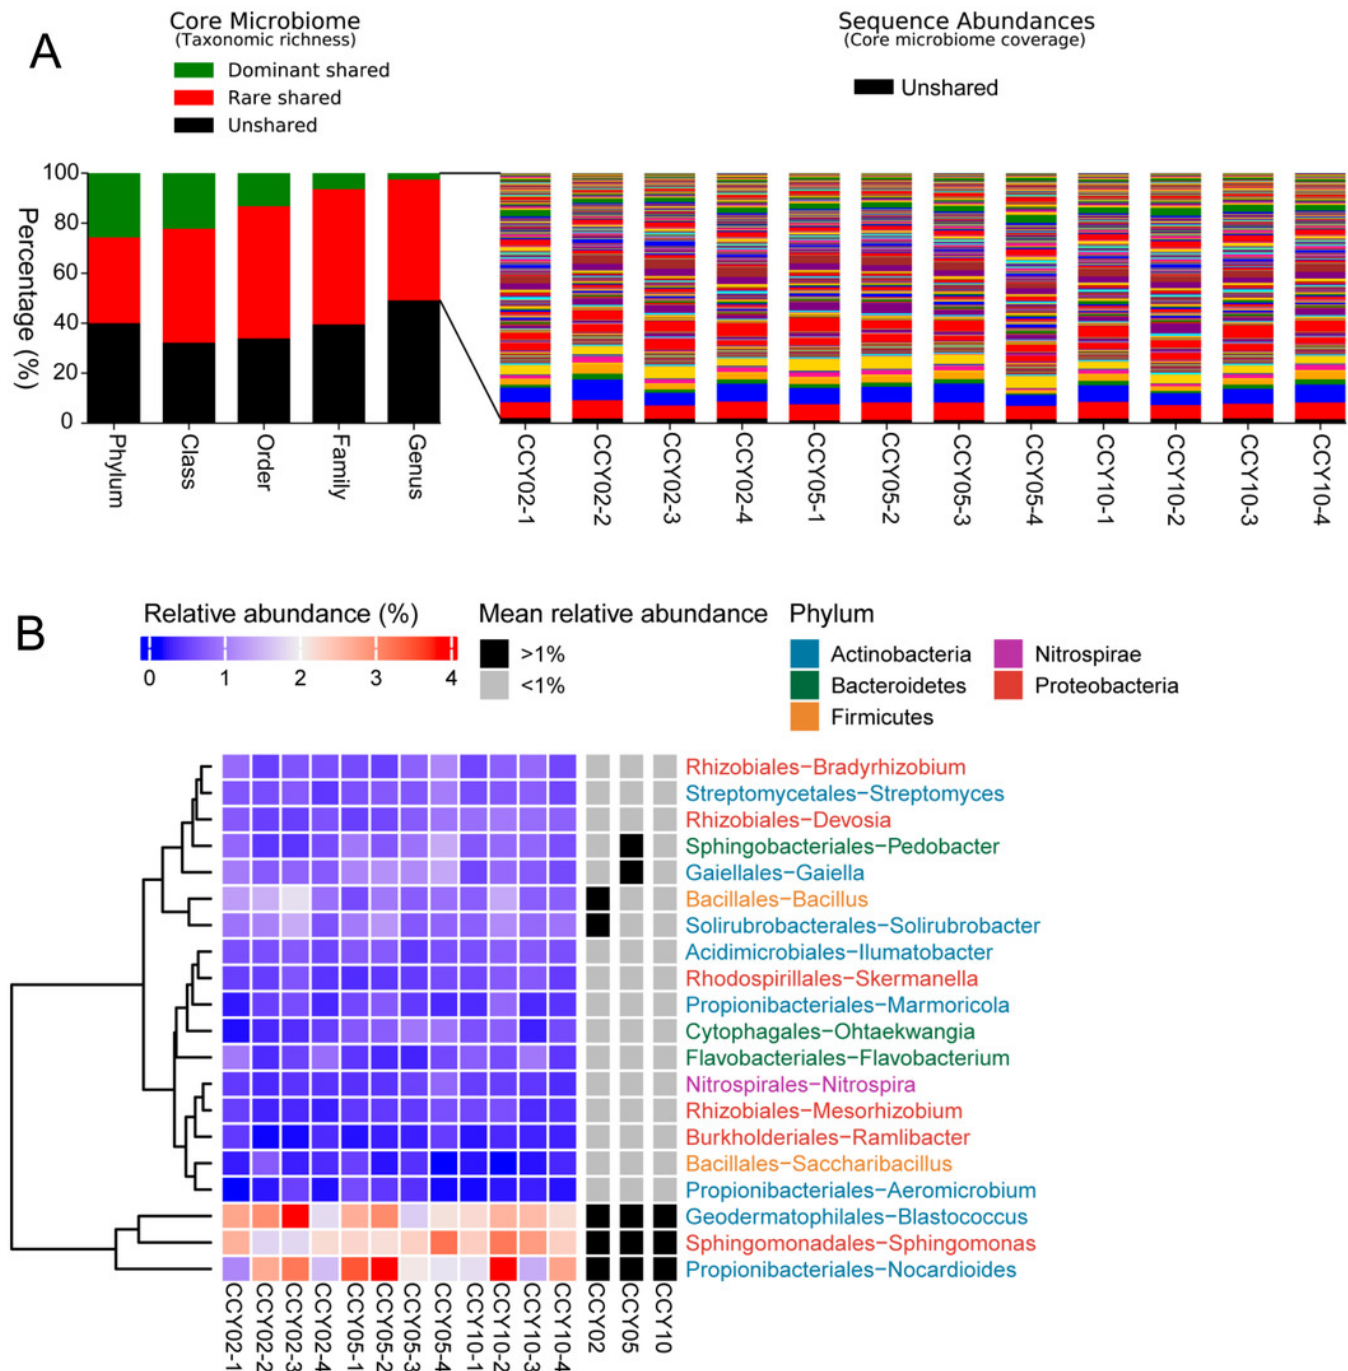 A
Core Microbiome
(Taxonomic richness)
Dominant shared
Rare shared
Unshared
Sequence Abundances
(Core microbiome coverage)
Unshared
Percentage (%)
100
80
60
40
20
0
Phylum
Class
Order
Family
Genus
CCY02-1
CCY02-2
CCY02-3
CCY02-4
CCY05-1
CCY05-2
CCY05-3
CCY05-4
CCY10-1
CCY10-2
CCY10-3
CCY10-4
B
Relative abundance (%)
0 1 2 3 4
Mean relative abundance
>1%
<1%
Phylum
Actinobacteria
Bacteroidetes
Firmicutes
Nitrospirae
Proteobacteria
Rhizobiales−Bradyrhizobium
Streptomycetales−Streptomyces
Rhizobiales−Devosia
Sphingobacteriales−Pedobacter
Gaiellales−Gaiella
Bacillales−Bacillus
Solirubrobacterales−Solirubrobacter
Acidimicrobiales−Ilumatobacter
Rhodospirillales−Skermanella
Propionibacteriales−Marmoricola
Cytophagales−Ohtaekwangia
Flavobacteriales−Flavobacterium
Nitrospirales−Nitrospira
Rhizobiales−Mesorhizobium
Burkholderiales−Ramlibacter
Bacillales−Saccharibacillus
Propionibacteriales−Aeromicrobium
Geodermatophilales−Blastococcus
Sphingomonadales−Sphingomonas
Propionibacteriales−Nocardioides
CCY02-1
CCY02-2
CCY02-3
CCY02-4
CCY05-1
CCY05-2
CCY05-3
CCY05-4
CCY10-1
CCY10-2
CCY10-3
CCY10-4
CCY02
CCY05
CCY10